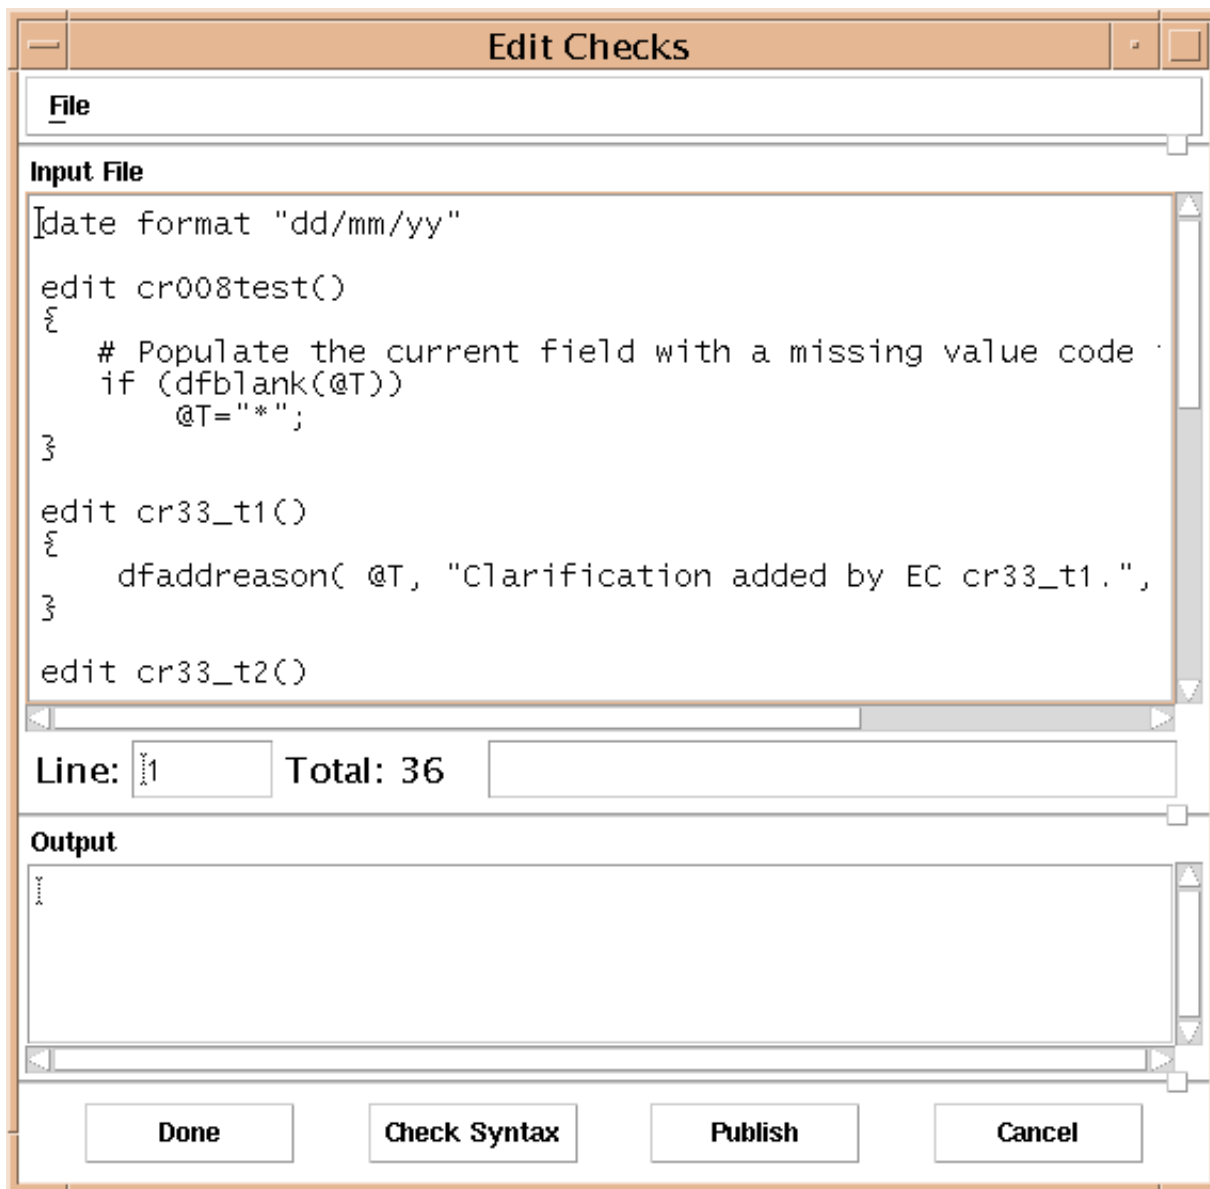 Edit Checks
File
Input File
date format "dd/mm/yy"
edit cr008test()
{
# Populate the current field with a missing value code
if (dfblank(@T))
@T="*";
}
edit cr33_t1()
{
dfaddreason( @T, "Clarification added by EC cr33_t1.",
}
edit cr33_t2()
Line: 1 Total: 36
Output
Done Check Syntax Publish Cancel